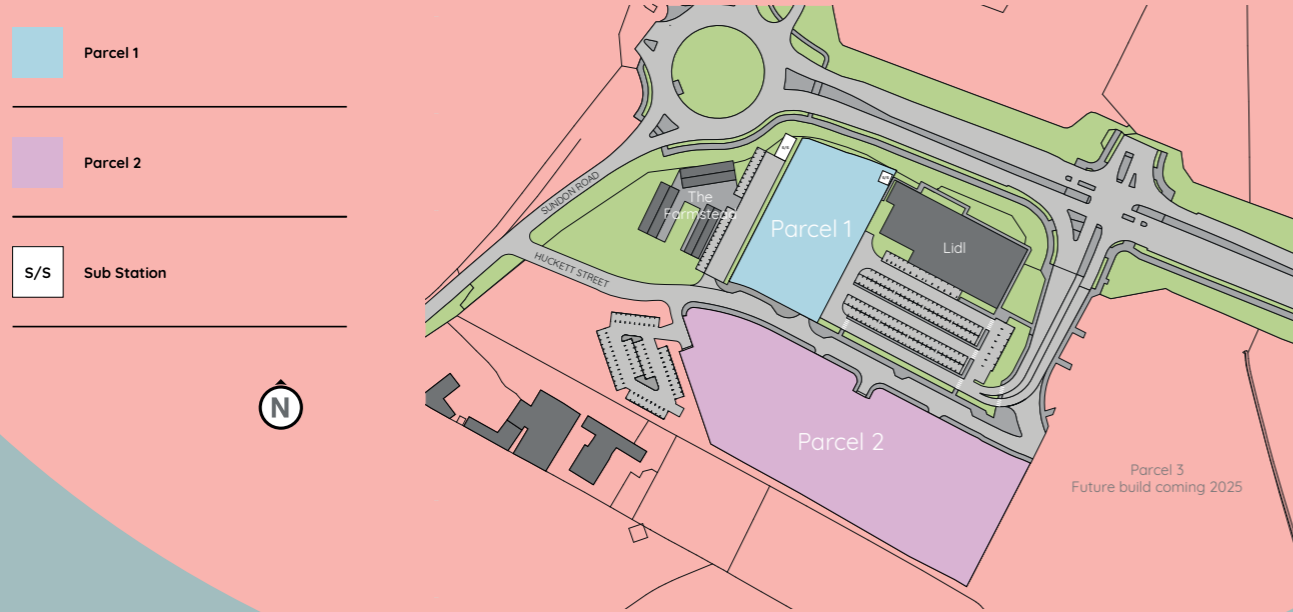 Parcel 1
Parcel 2
S/S
Sub Station
N
SUNDON ROAD
HUCKETT STREET
The
Farmstead
S/S
S/S
Parcel 1
Lidl
Parcel 2
Parcel 3
Future build coming 2025